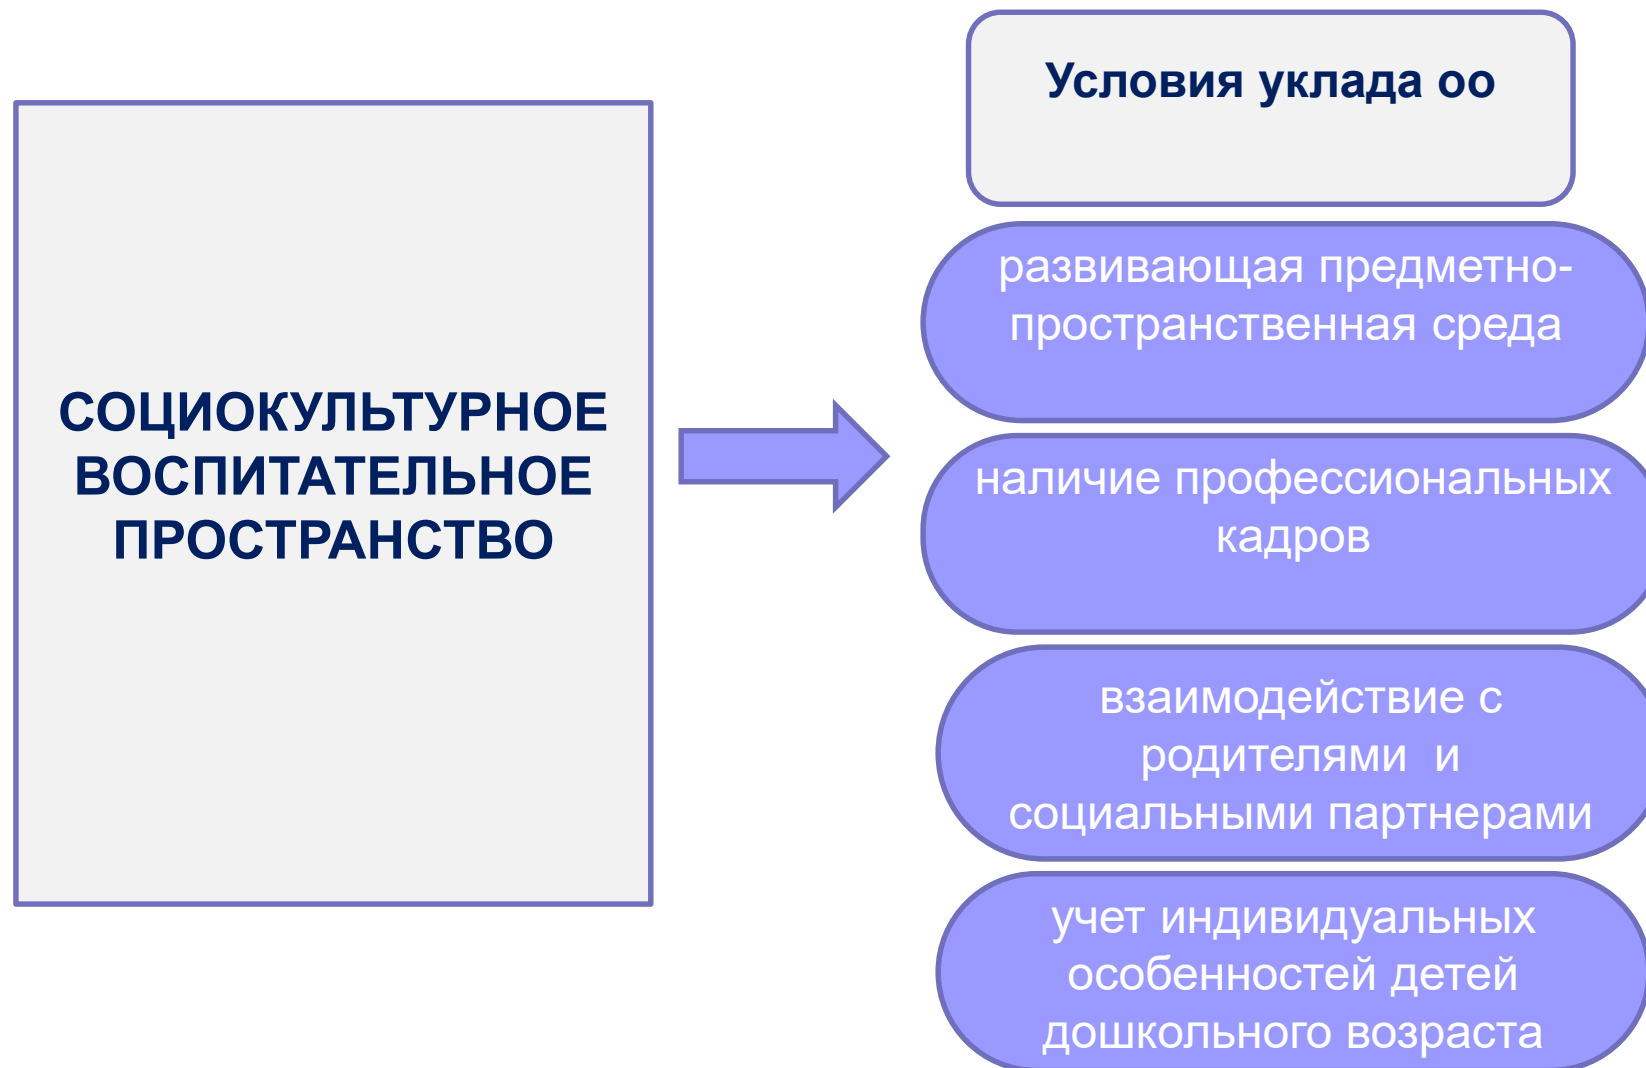 СОЦИОКУЛЬТУРНОЕ
ВОСПИТАТЕЛЬНОЕ
ПРОСТРАНСТВО
Условия уклада оо
развивающая предметно-
пространственная среда
наличие профессиональных
кадров
взаимодействие с
родителями  и
социальными партнерами
учет индивидуальных
особенностей детей
дошкольного возраста